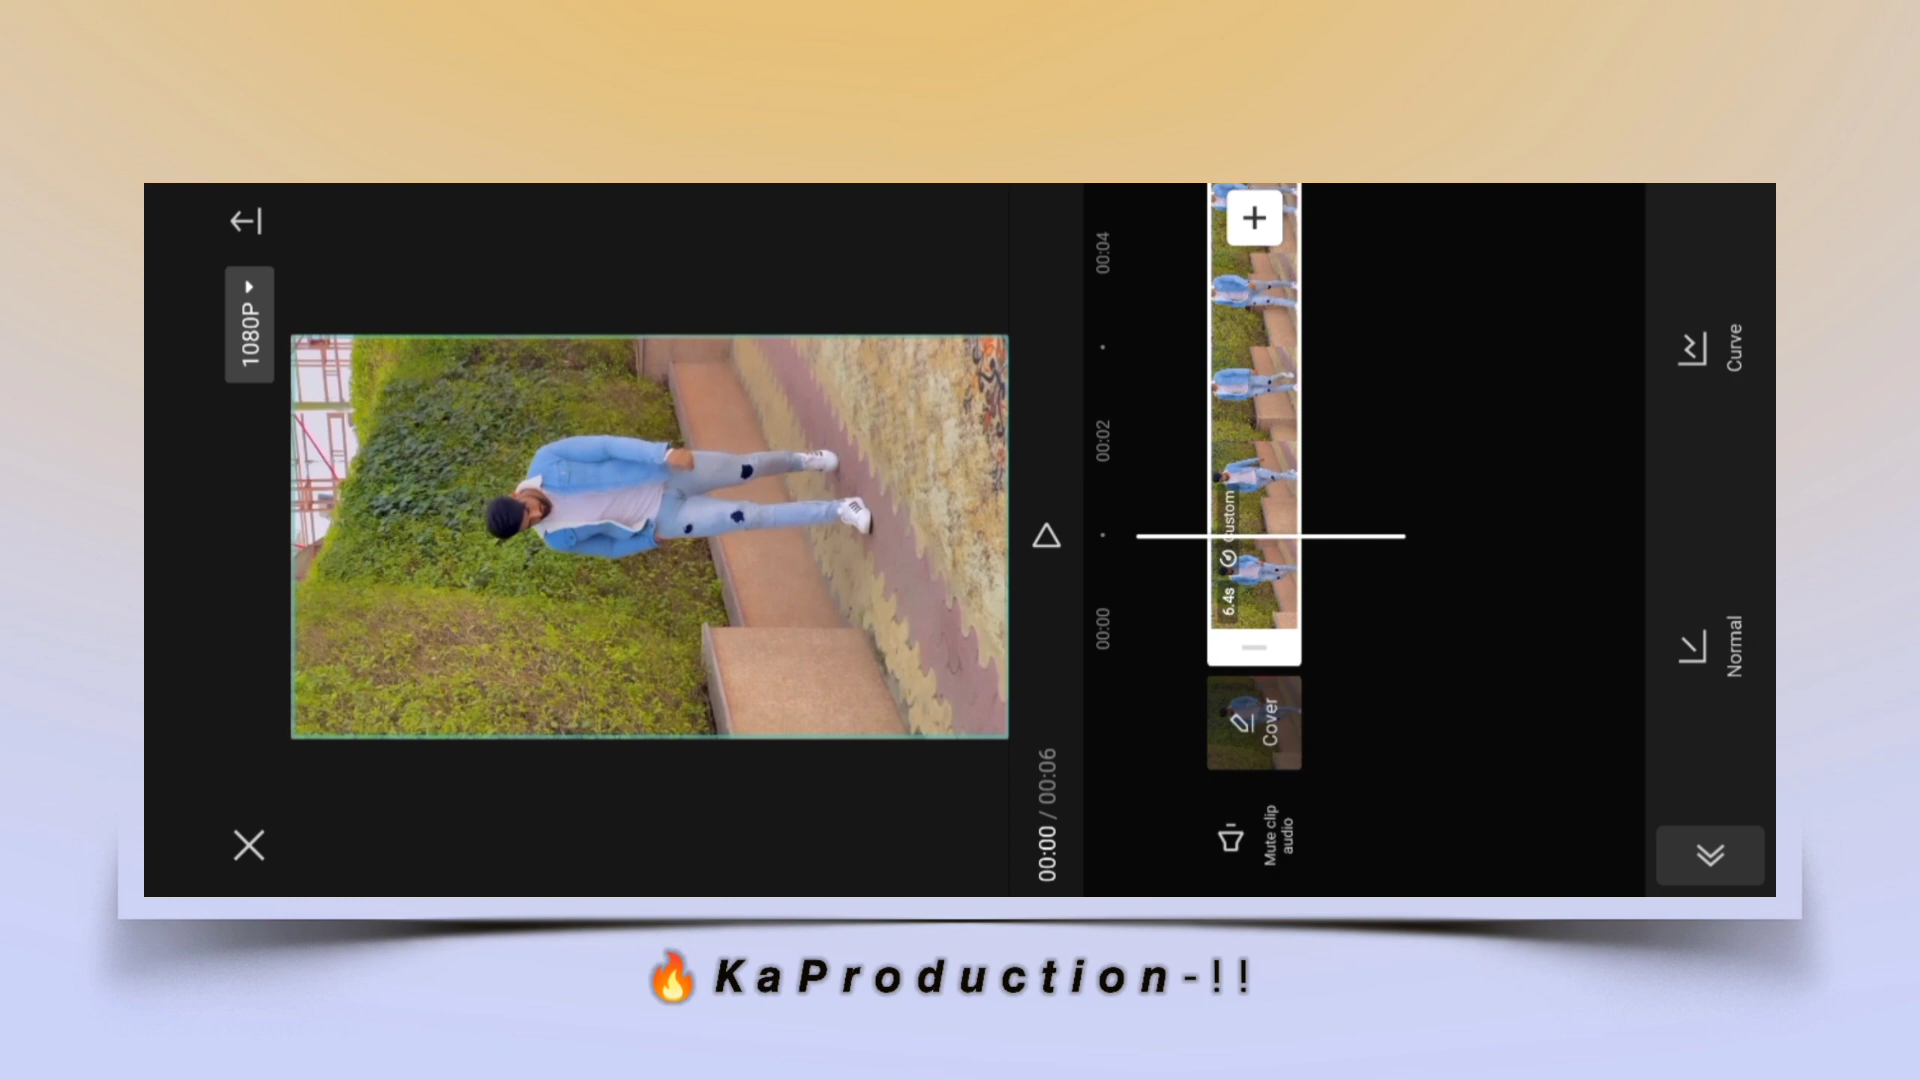 1080P
00:00 / 00:06
00:00
00:02
00:04
6.4s
Custom
Cover
Mute clip
audio
Normal
Curve
🔥KaProduction-!!